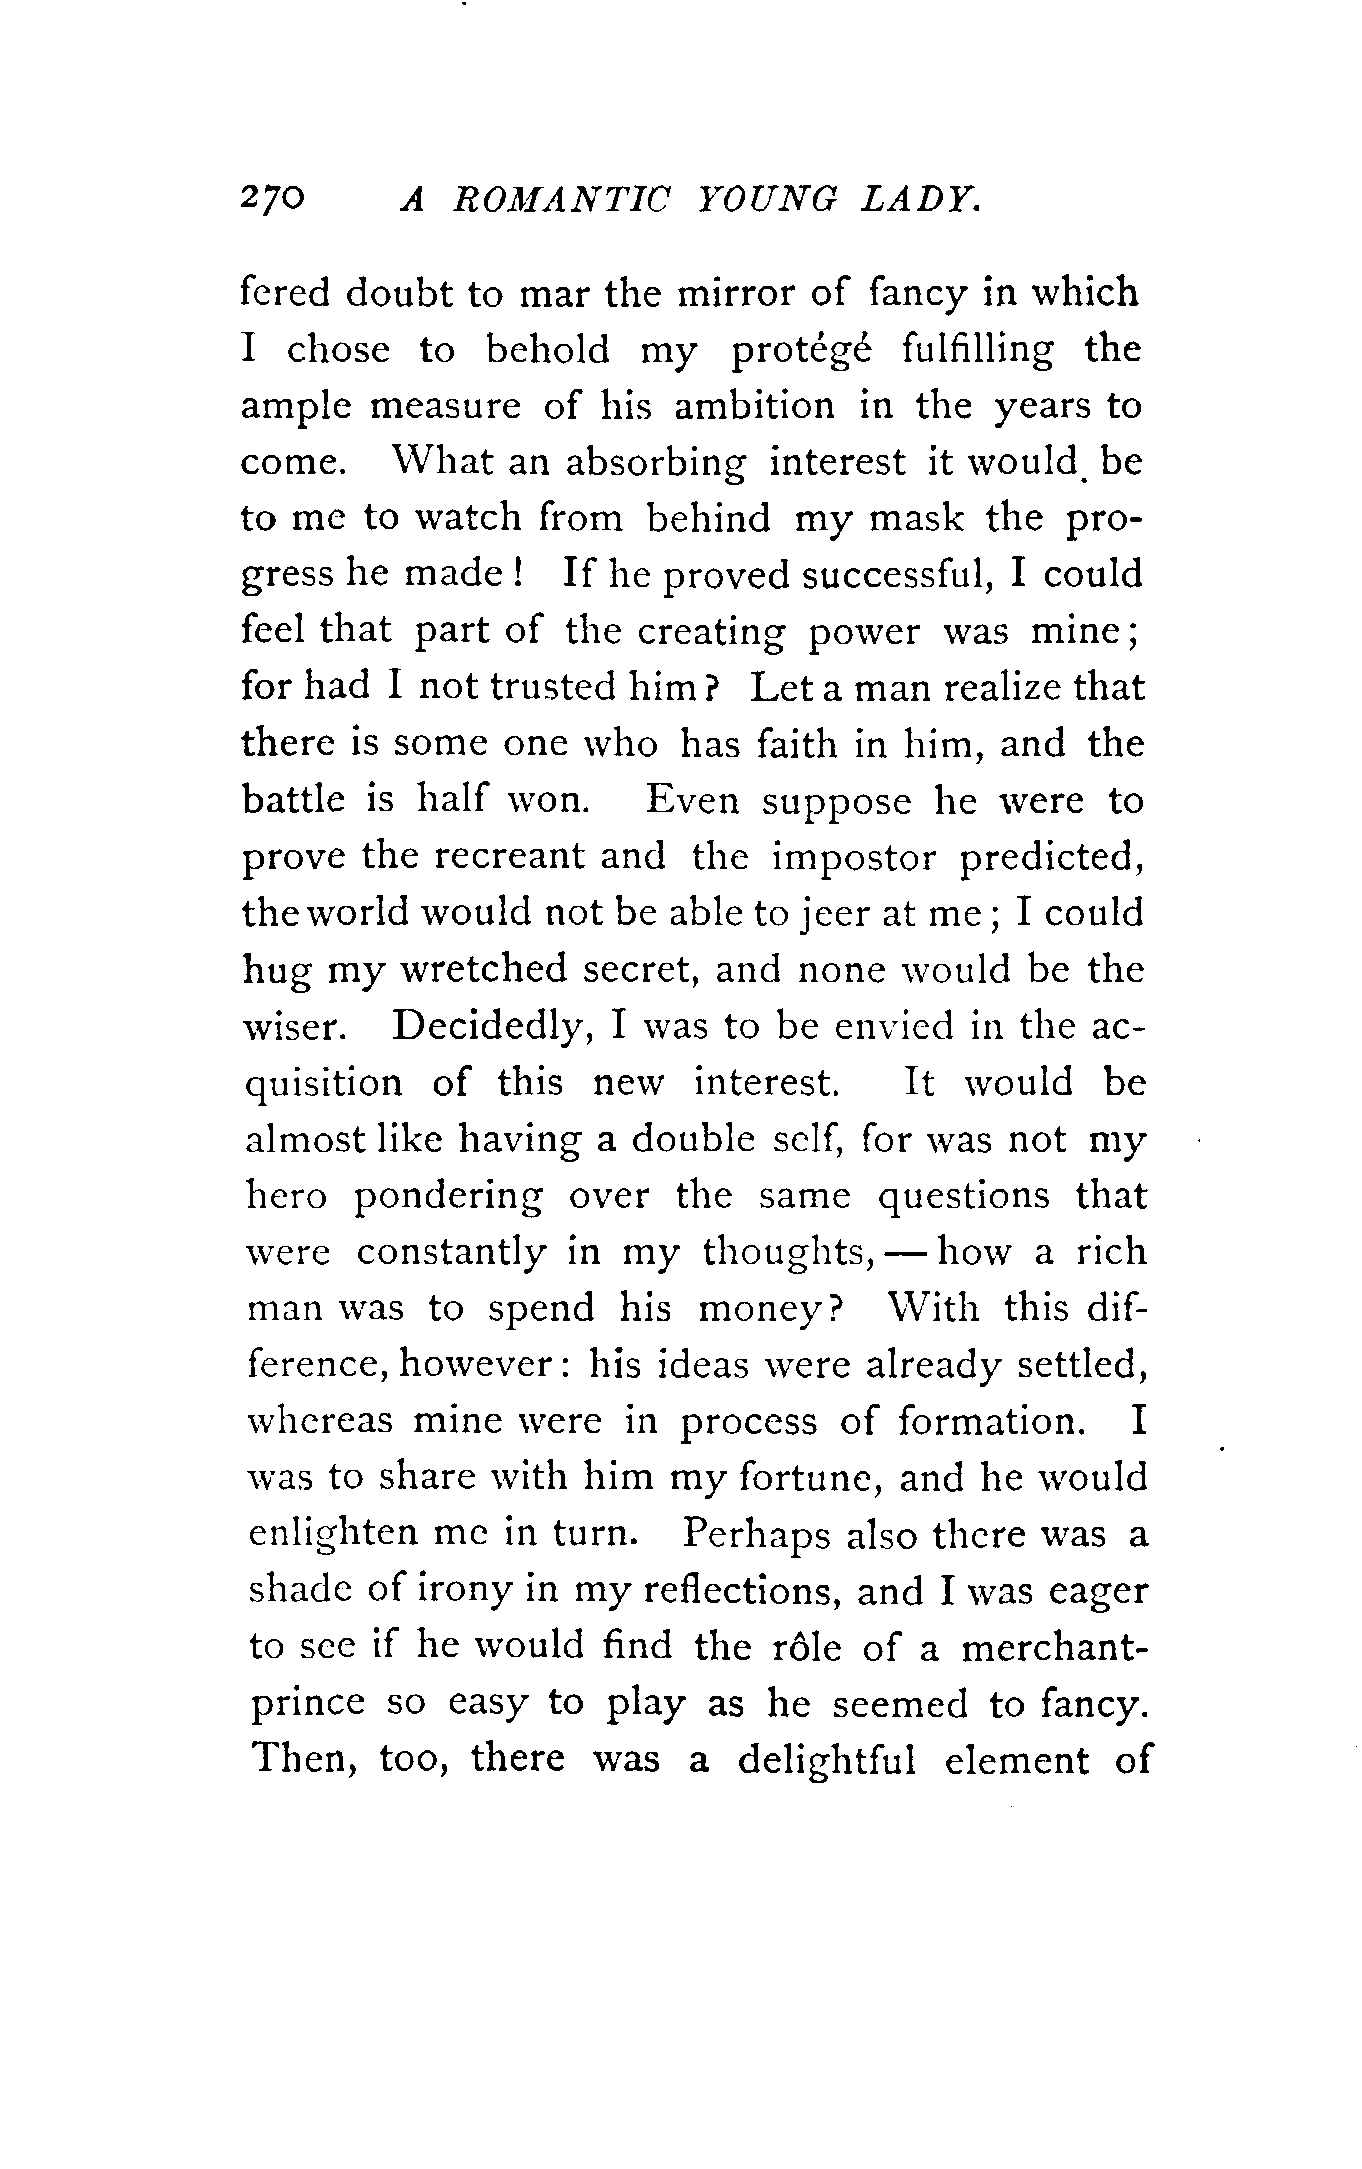 270 A ROMANTIC YOUNG LADY.
fered doubt to mar the mirror of fancy in which
I chose to behold my protégé fulfilling the
ample measure of his ambition in the years to
come. What an absorbing interest it would be
to me to watch from behind my mask the pro-
gress he made! If he proved successful, I could
feel that part of the creating power was mine;
for had I not trusted him? Let a man realize that
there is some one who has faith in him, and the
battle is half won. Even suppose he were to
prove the recreant and the impostor predicted,
the world would not be able to jeer at me; I could
hug my wretched secret, and none would be the
wiser. Decidedly, I was to be envied in the ac-
quisition of this new interest. It would be
almost like having a double self, for was not my
hero pondering over the same questions that
were constantly in my thoughts,—how a rich
man was to spend his money? With this dif-
ference, however: his ideas were already settled,
whereas mine were in process of formation. I
was to share with him my fortune, and he would
enlighten me in turn. Perhaps also there was a
shade of irony in my reflections, and I was eager
to see if he would find the rôle of a merchant-
prince so easy to play as he seemed to fancy.
Then, too, there was a delightful element of